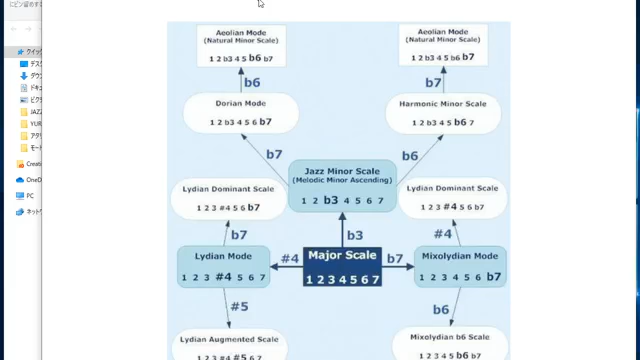 Aeolian Mode
(Natural Minor Scale)
1 2 b3 4 5 b6 b7
Aeolian Mode
(Natural Minor Scale)
1 2 b3 4 5 b6 b7
b6
b7
Dorian Mode
1 2 b3 4 5 6 b7
Harmonic Minor Scale
1 2 b3 4 5 b6 7
b7
b6
Jazz Minor Scale
(Melodic Minor Ascending)
1 2 b3 4 5 6 7
Lydian Dominant Scale
1 2 3 #4 5 6 b7
Lydian Dominant Scale
1 2 3 #4 5 6 b7
b7
b3
#4
Lydian Mode
1 2 3 #4 5 6 7
#4
Major Scale
1 2 3 4 5 6 7
b7
Mixolydian Mode
1 2 3 4 5 6 b7
#5
b6
Lydian Augmented Scale
1 2 3 #4 #5 6 7
Mixolydian b6 Scale
1 2 3 4 5 b6 b7
クイッ
デスク
ダウン
ドキュ
ピクチ
JAZZ
YUR
アタ
モー
Creati
OneD
PC
ネットワ